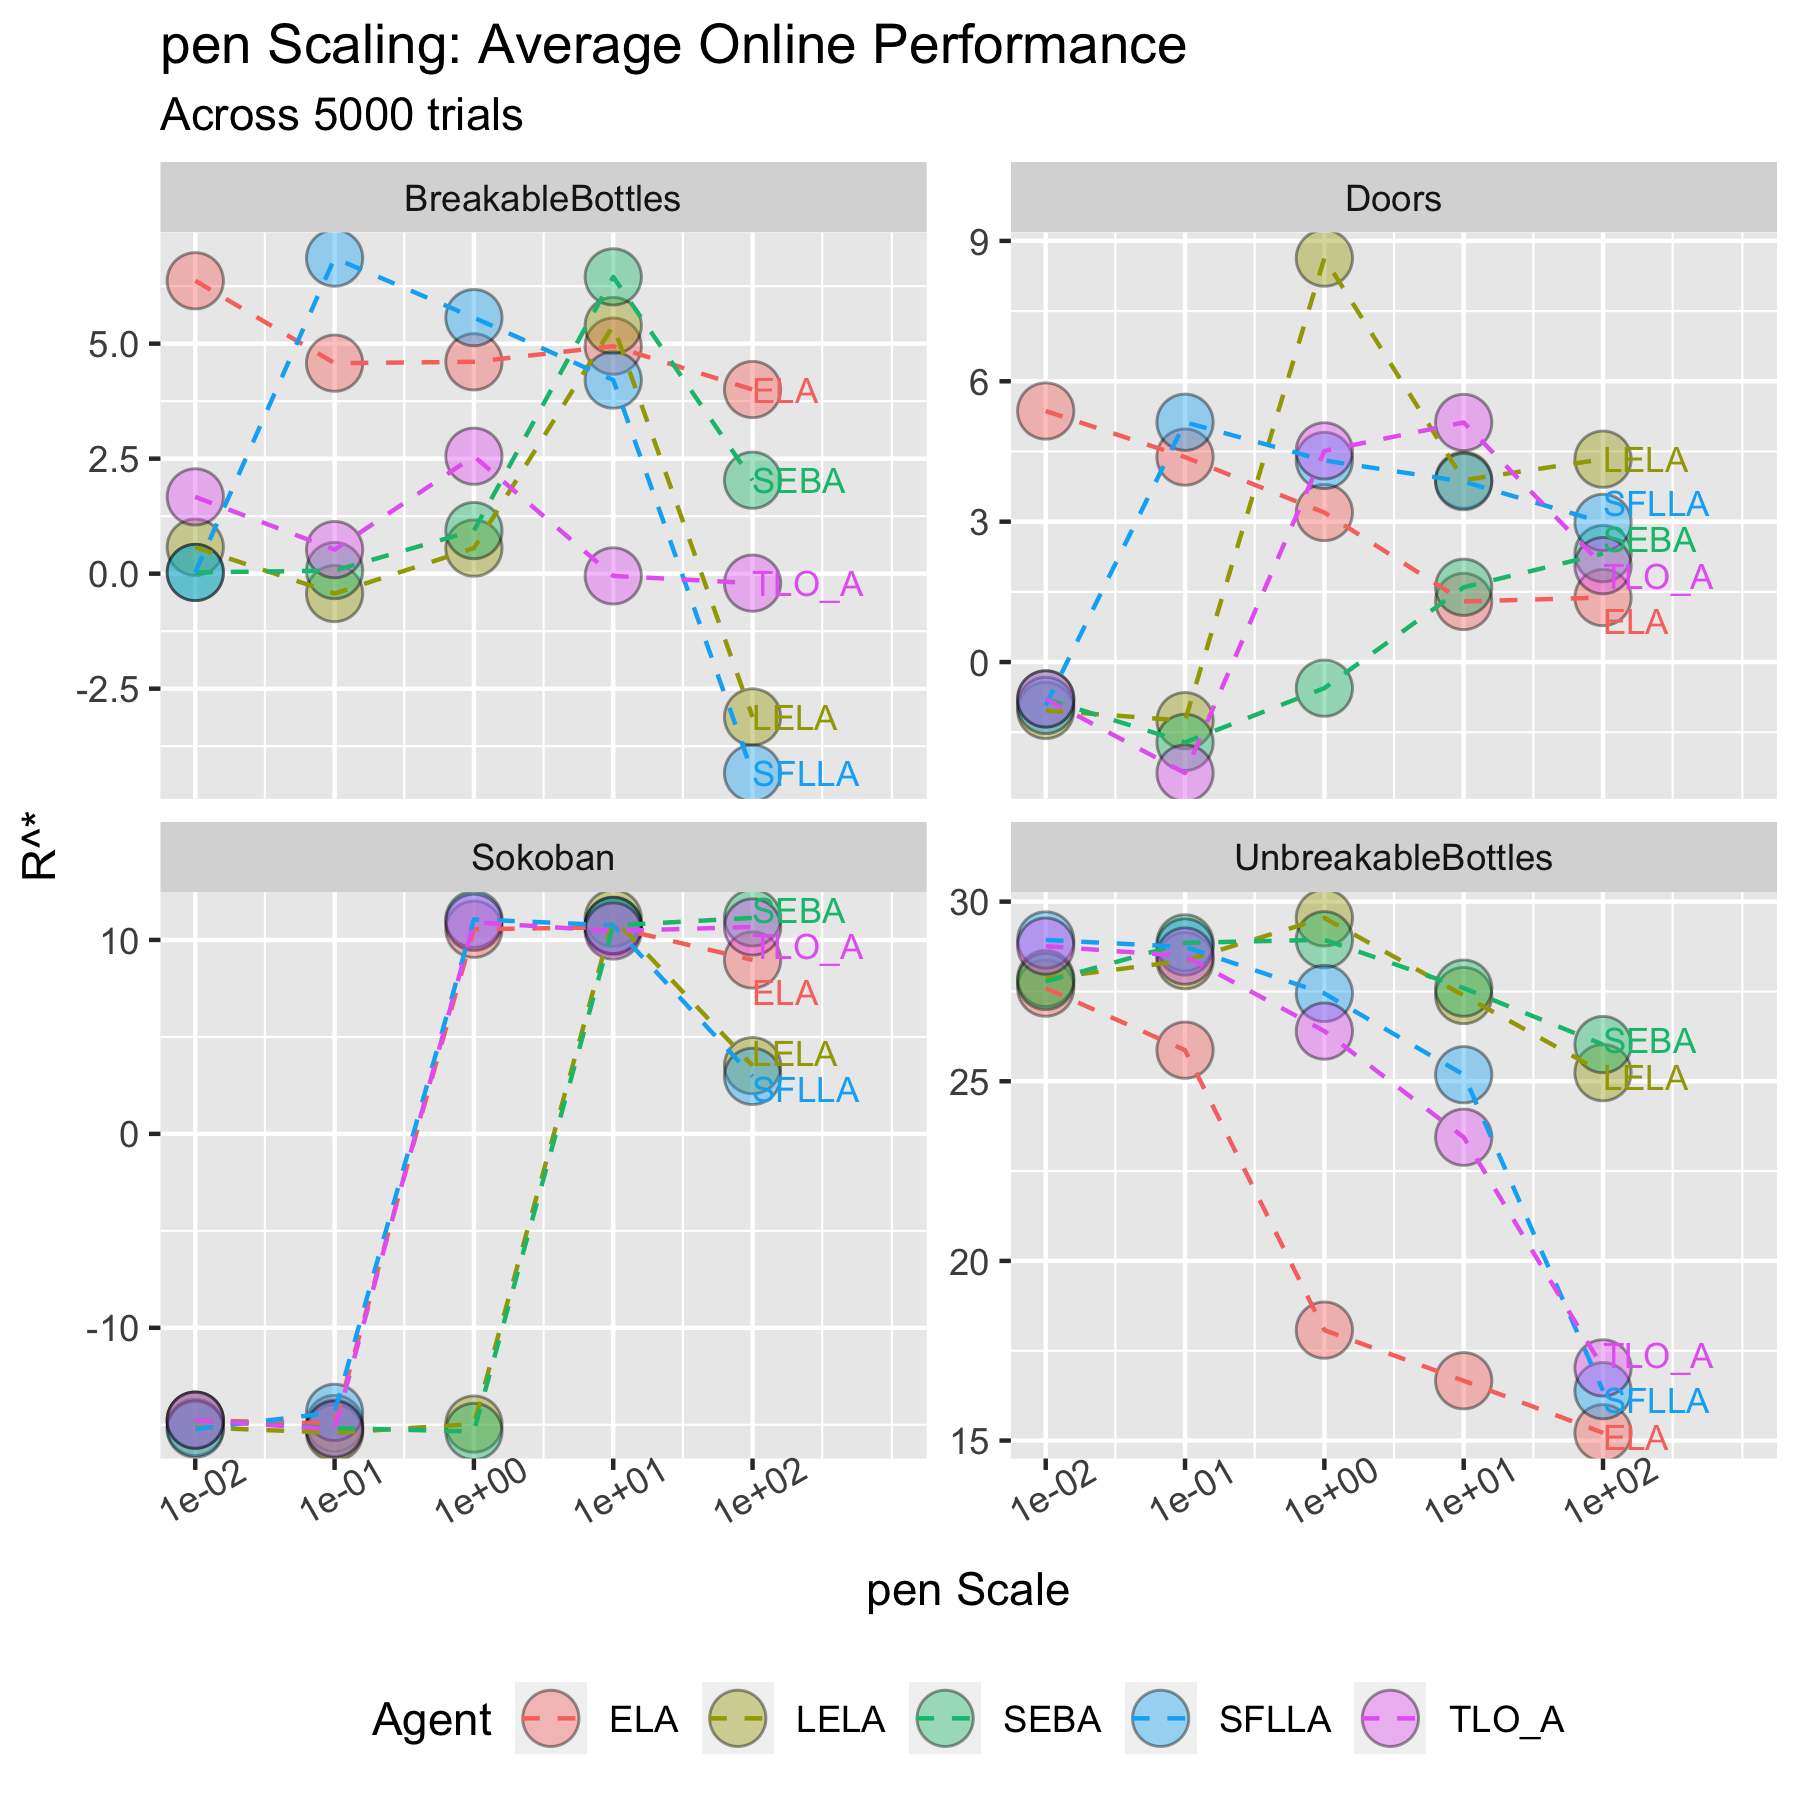 pen Scaling: Average Online Performance
Across 5000 trials
BreakableBottles
Doors
5.0
2.5
0.0
-2.5
ELA
SEBA
TLO_A
LELA
SFLLA
9
6
3
0
LELA
SFLLA
SEBA
TLO_A
ELA
R^*
Sokoban
UnbreakableBottles
10
0
-10
SEBA
TLO_A
ELA
LELA
SFLLA
30
25
20
15
SEBA
LELA
TLO_A
SFLLA
ELA
1e-02 1e-01 1e+00 1e+01 1e+02
1e-02 1e-01 1e+00 1e+01 1e+02
pen Scale
Agent ELA LELA SEBA SFLLA TLO_A